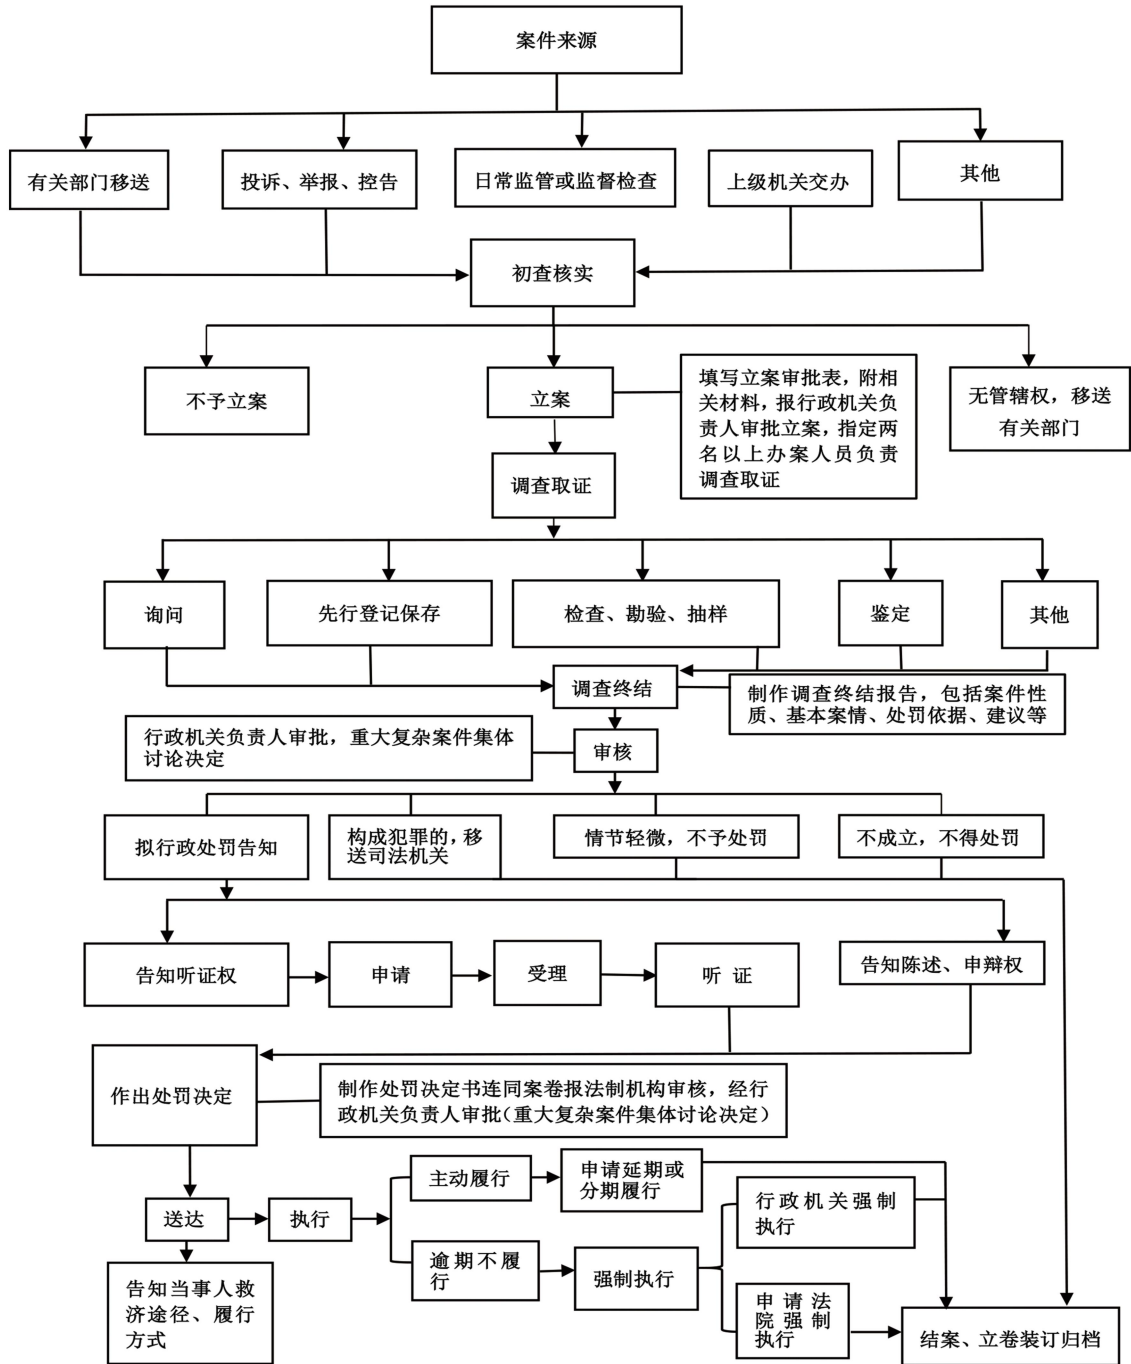 案件来源
有关部门移送
投诉、举报、控告
日常监管或监督检查
上级机关交办
其他
初查核实
不予立案
立案
填写立案审批表，附相
关材料，报行政机关负
责人审批立案，指定两
名以上办案人员负责
调查取证
无管辖权，移送
有关部门
调查取证
询问
先行登记保存
检查、勘验、抽样
鉴定
其他
调查终结
制作调查终结报告，包括案件性
质、基本案情、处罚依据、建议等
行政机关负责人审批，重大复杂案件集体
讨论决定
审核
拟行政处罚告知
构成犯罪的，移
送司法机关
情节轻微，不予处罚
不成立，不得处罚
告知听证权
申请
受理
听 证
告知陈述、申辩权
作出处罚决定
制作处罚决定书连同案卷报法制机构审核，经行
政机关负责人审批（重大复杂案件集体讨论决定）
主动履行
申请延期或
分期履行
行政机关强制
执行
送达
执行
逾期不履
行
强制执行
告知当事人救
济途径、履行
方式
申请法
院强制
执行
结案、立卷装订归档